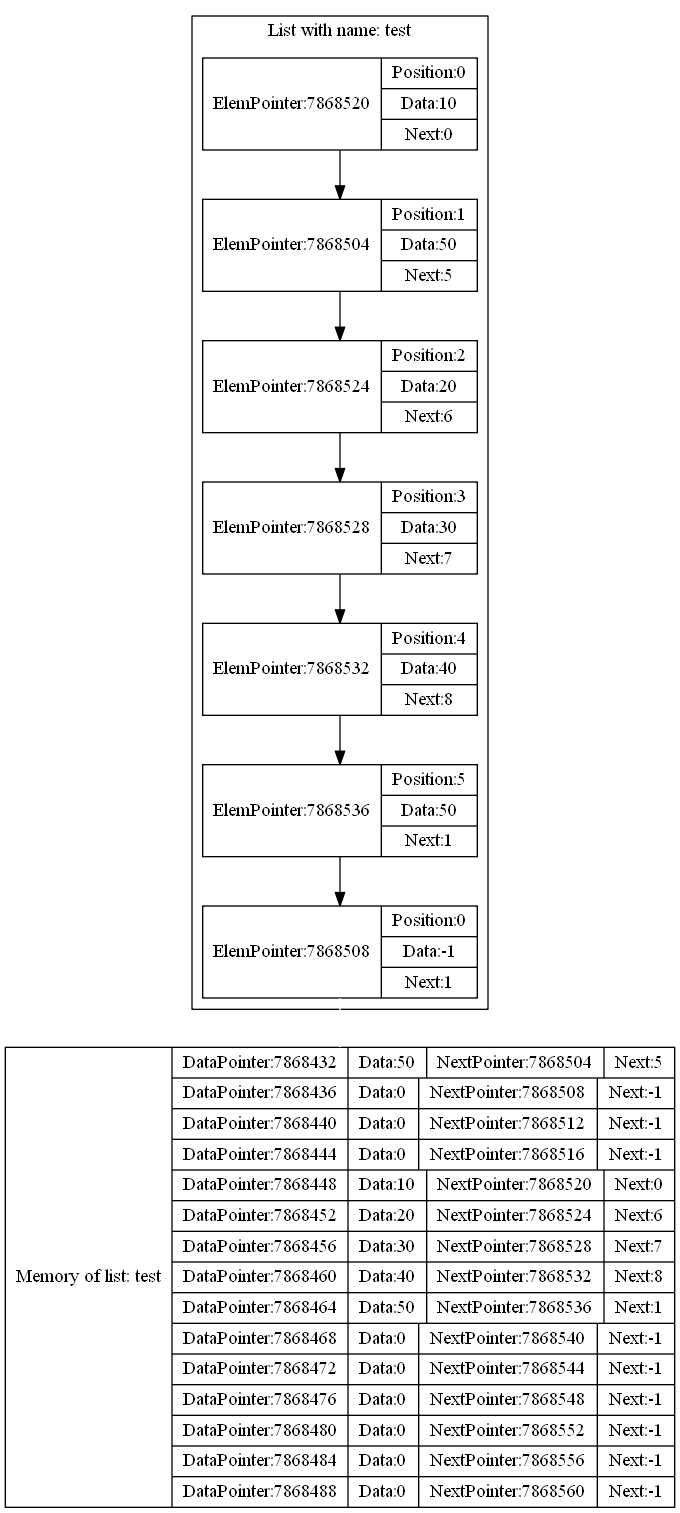 List with name: test
ElemPointer:7868520
Position:0
Data:10
Next:0
ElemPointer:7868504
Position:1
Data:50
Next:5
ElemPointer:7868524
Position:2
Data:20
Next:6
ElemPointer:7868528
Position:3
Data:30
Next:7
ElemPointer:7868532
Position:4
Data:40
Next:8
ElemPointer:7868536
Position:5
Data:50
Next:1
ElemPointer:7868508
Position:0
Data:-1
Next:1
Memory of list: test
DataPointer:7868432 Data:50 NextPointer:7868504 Next:5
DataPointer:7868436 Data:0 NextPointer:7868508 Next:-1
DataPointer:7868440 Data:0 NextPointer:7868512 Next:-1
DataPointer:7868444 Data:0 NextPointer:7868516 Next:-1
DataPointer:7868448 Data:10 NextPointer:7868520 Next:0
DataPointer:7868452 Data:20 NextPointer:7868524 Next:6
DataPointer:7868456 Data:30 NextPointer:7868528 Next:7
DataPointer:7868460 Data:40 NextPointer:7868532 Next:8
DataPointer:7868464 Data:50 NextPointer:7868536 Next:1
DataPointer:7868468 Data:0 NextPointer:7868540 Next:-1
DataPointer:7868472 Data:0 NextPointer:7868544 Next:-1
DataPointer:7868476 Data:0 NextPointer:7868548 Next:-1
DataPointer:7868480 Data:0 NextPointer:7868552 Next:-1
DataPointer:7868484 Data:0 NextPointer:7868556 Next:-1
DataPointer:7868488 Data:0 NextPointer:7868560 Next:-1